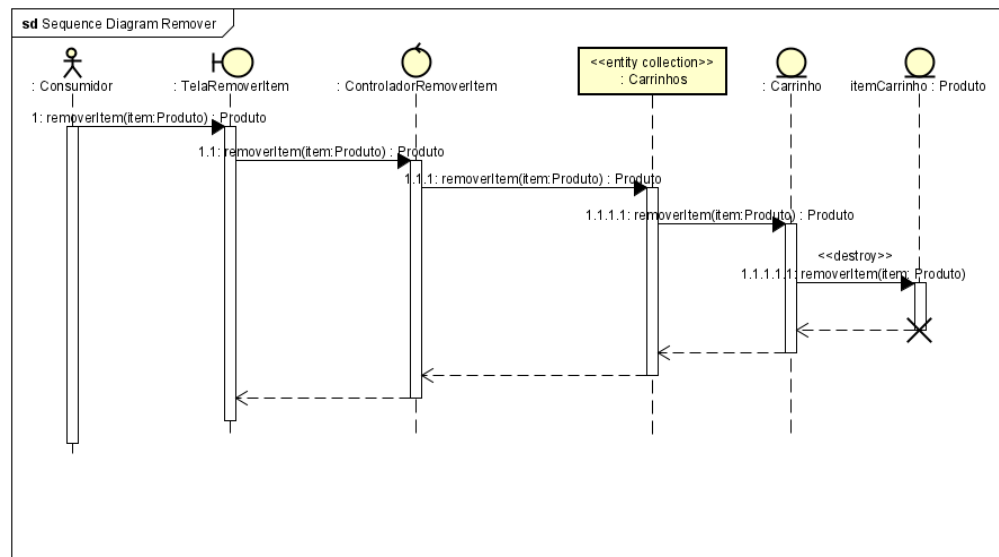 sd Sequence Diagram Remover
<<entity collection>>
: Carrinhos
: Consumidor
: TelaRemoverItem
: ControladorRemoverItem
: Carrinho
itemCarrinho : Produto
1: removerItem(item:Produto) : Produto
1.1: removerItem(item:Produto) : Produto
1.1.1: removerItem(item:Produto) : Produto
1.1.1.1: removerItem(item:Produto) : Produto
<<destroy>>
1.1.1.1.1: removerItem(item: Produto)